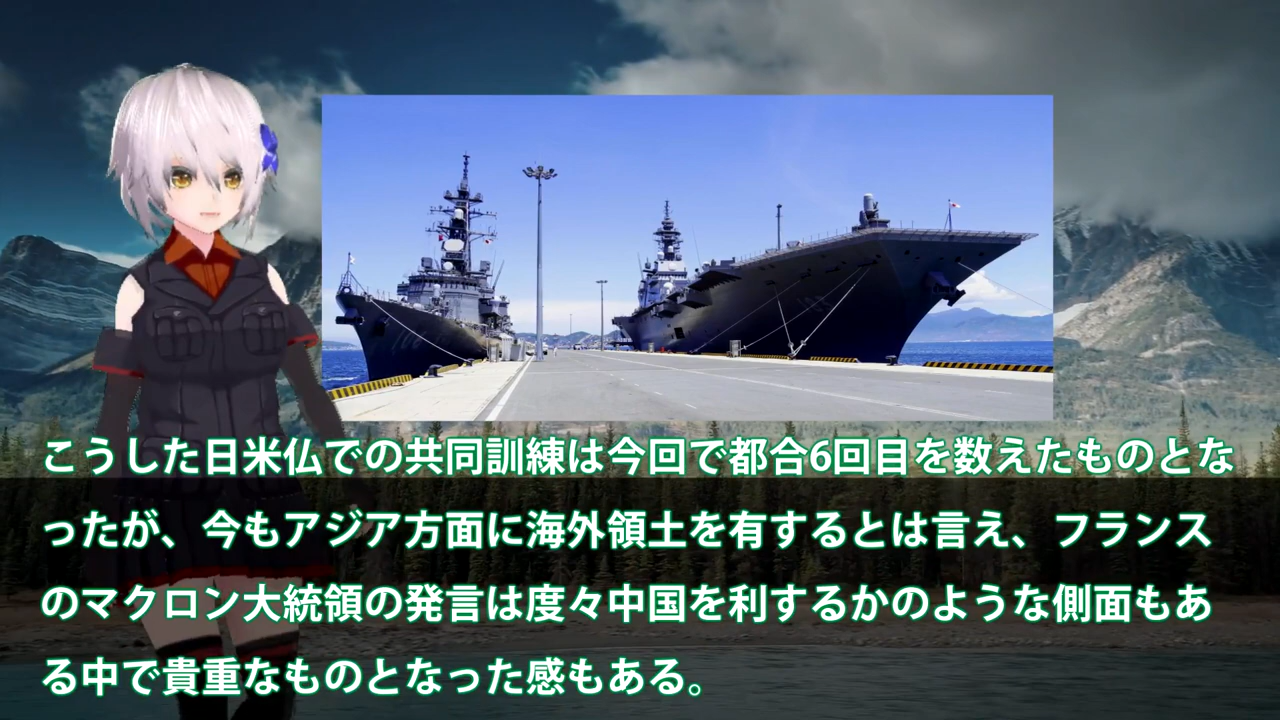 こうした日米仏での共同訓練は今回で都合6回目を数えたものとな
ったが、今もアジア方面に海外領土を有するとは言え、フランス
のマクロン大統領の発言は度々中国を利するかのような側面もあ
る中で貴重なものとなった感もある。